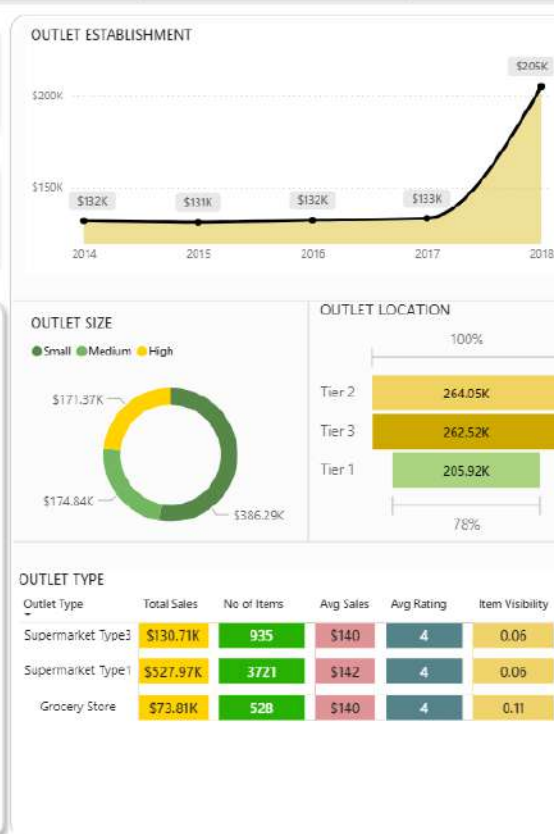 OUTLET ESTABLISHMENT
$205K
$200K
$150K
$132K $131K $132K $133K
2014 2015 2016 2017 2018
OUTLET SIZE
Small Medium High
$171.37K
$174.84K
$386.29K
OUTLET LOCATION
100%
Tier 2 264.05K
Tier 3 262.52K
Tier 1 205.92K
78%
OUTLET TYPE
Outlet Type Total Sales No of Items Avg Sales Avg Rating Item Visibility
Supermarket Type3 $130.71K 935 $140 4 0.06
Supermarket Type1 $527.97K 3721 $142 4 0.06
Grocery Store $73.81K 528 $140 4 0.11